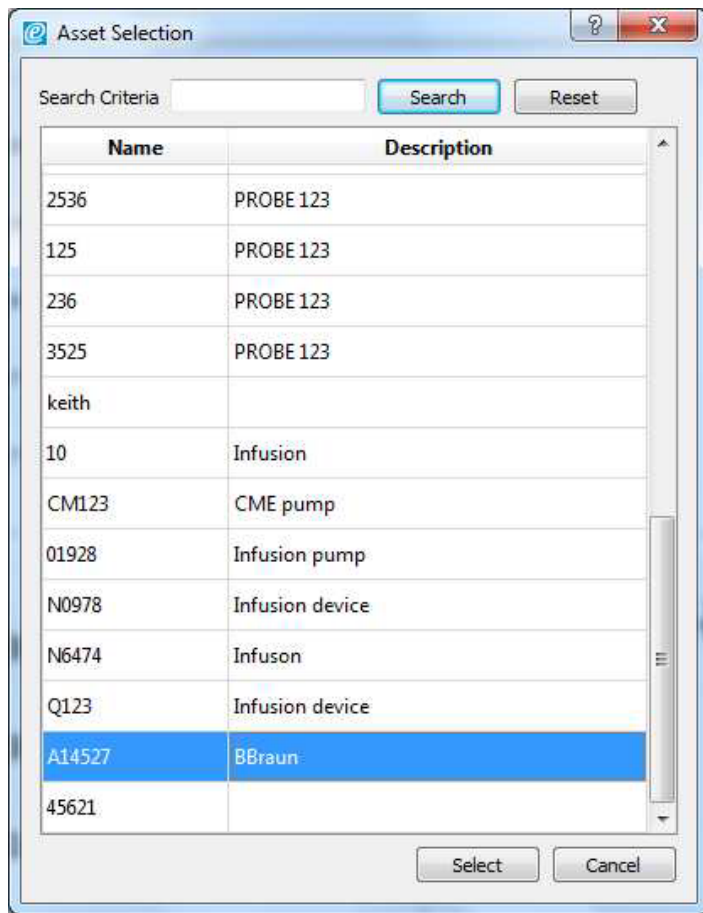 Asset Selection
Search Criteria Search Reset
Name Description
2536 PROBE 123
125 PROBE 123
236 PROBE 123
3525 PROBE 123
keith
10 Infusion
CM123 CME pump
01928 Infusion pump
N0978 Infusion device
N6474 Infuson
Q123 Infusion device
A14527 BBraun
45621
Select Cancel